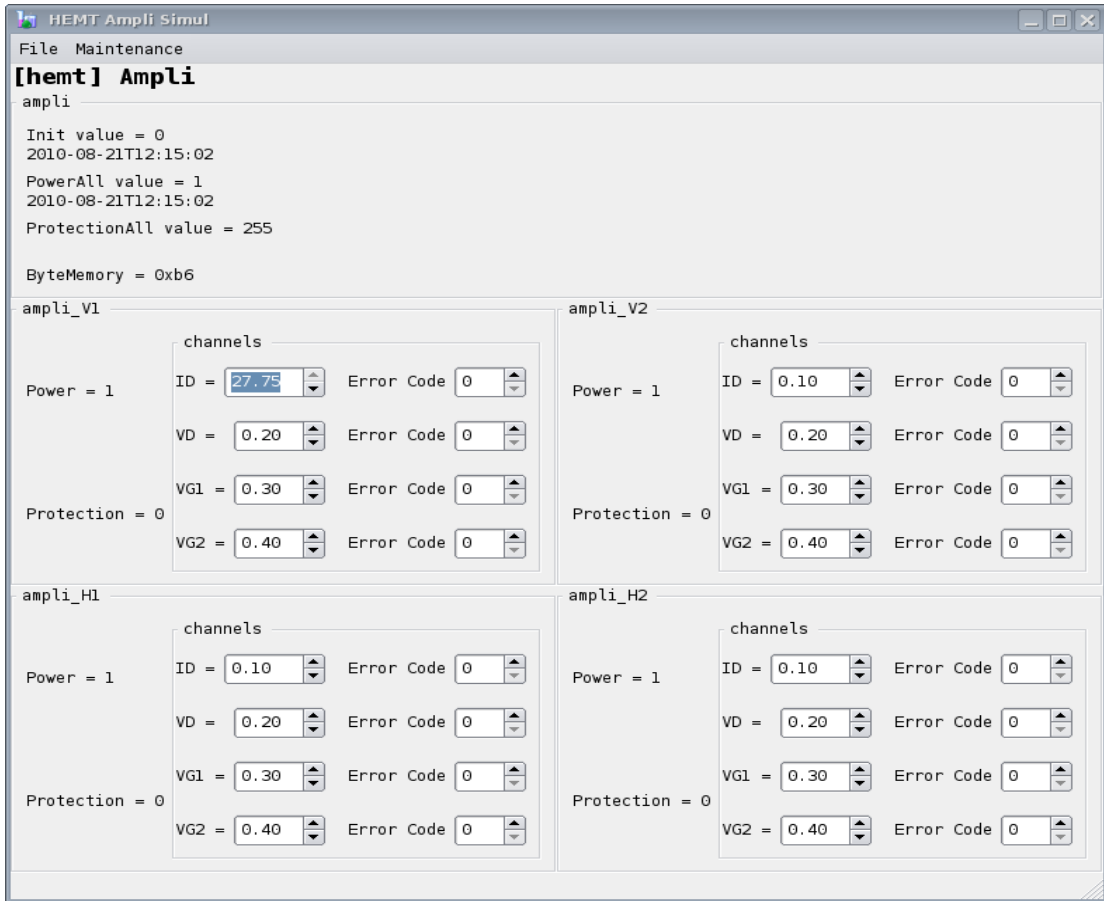 HEMT Ampli Simul
File Maintenance
[hemt] Ampli
ampli
Init value = 0
2010-08-21T12:15:02
PowerAll value = 1
2010-08-21T12:15:02
ProtectionAll value = 255
ByteMemory = 0xb6
ampli_V1
channels
Power = 1
ID = 27.75 Error Code 0
VD = 0.20 Error Code 0
VG1 = 0.30 Error Code 0
Protection = 0
VG2 = 0.40 Error Code 0
ampli_V2
channels
Power = 1
ID = 0.10 Error Code 0
VD = 0.20 Error Code 0
VG1 = 0.30 Error Code 0
Protection = 0
VG2 = 0.40 Error Code 0
ampli_H1
channels
Power = 1
ID = 0.10 Error Code 0
VD = 0.20 Error Code 0
VG1 = 0.30 Error Code 0
Protection = 0
VG2 = 0.40 Error Code 0
ampli_H2
channels
Power = 1
ID = 0.10 Error Code 0
VD = 0.20 Error Code 0
VG1 = 0.30 Error Code 0
Protection = 0
VG2 = 0.40 Error Code 0